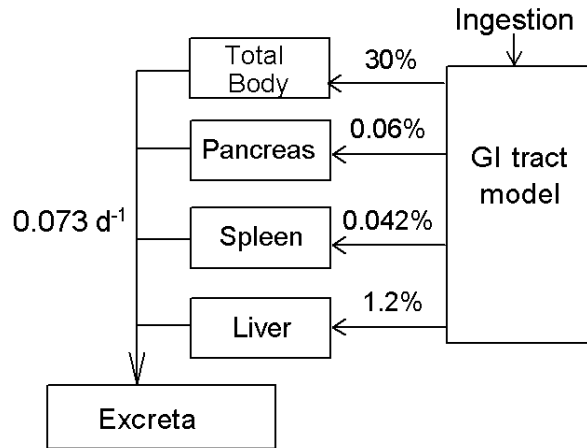 Ingestion
Total
Body
30%
Pancreas
0.06%
GI tract
model
0.073 d⁻¹
Spleen
0.042%
Liver
1.2%
Excreta